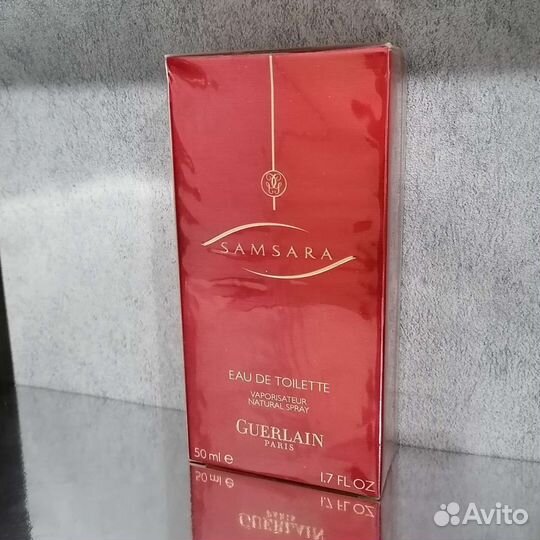 SAMSARA
EAU DE TOILETTE
VAPORISATEUR
NATURAL SPRAY
GUERLAIN
PARIS
50 ml e 1.7 FL OZ
Avito